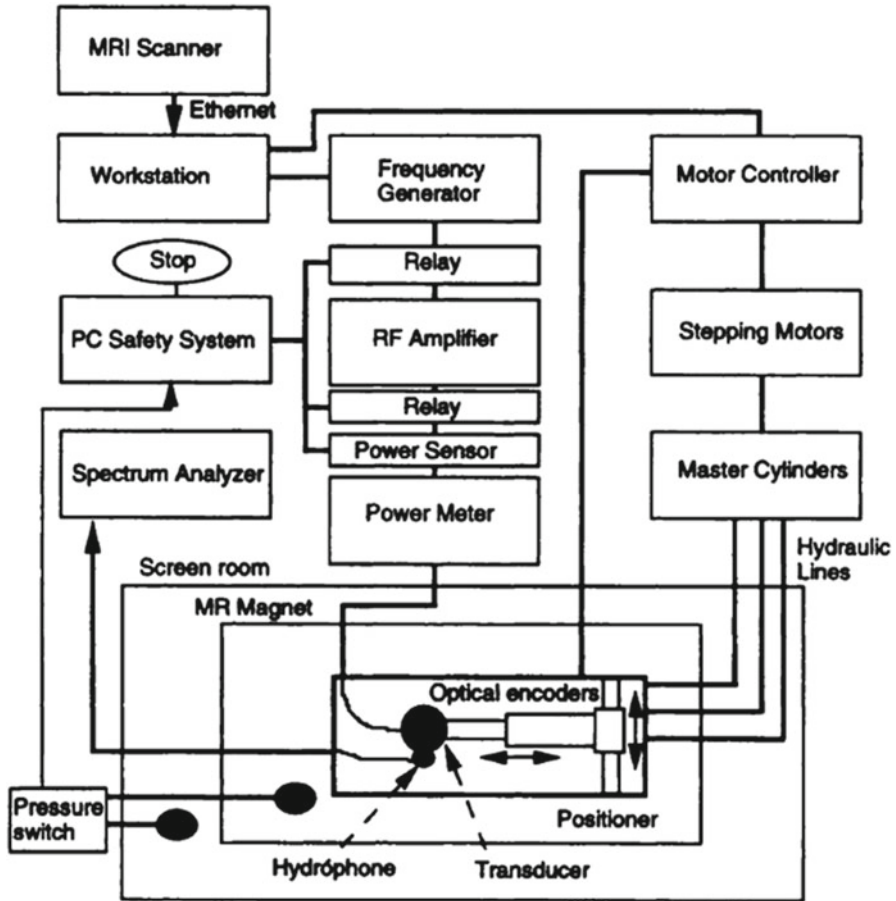 MRI Scanner
Ethernet
Workstation
Frequency
Generator
Motor Controller
Stop
Relay
PC Safety System
RF Amplifier
Stepping Motors
Relay
Power Sensor
Spectrum Analyzer
Power Meter
Master Cylinders
Hydraulic
Lines
Screen room
MR Magnet
Optical encoders
Pressure
switch
Positioner
Hydrophone
Transducer